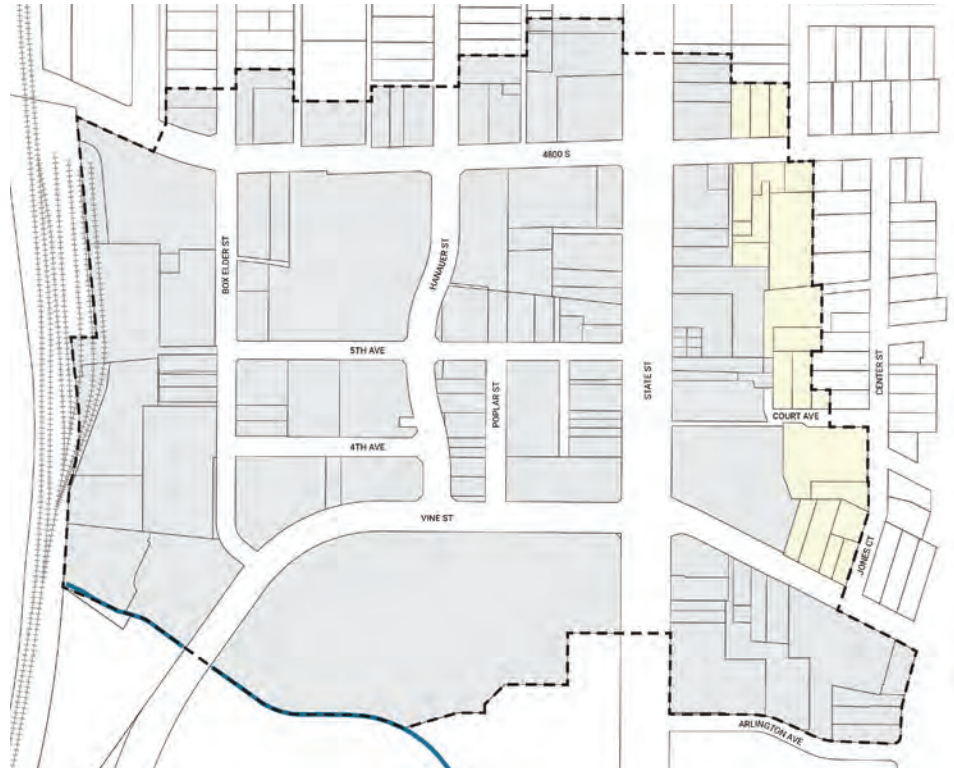 4800 S
BOX ELDER ST
HANAUER ST
5TH AVE
STATE ST
CENTER ST
POPLAR ST
COURT AVE
4TH AVE
VINE ST
JONES CT
ARLINGTON AVE